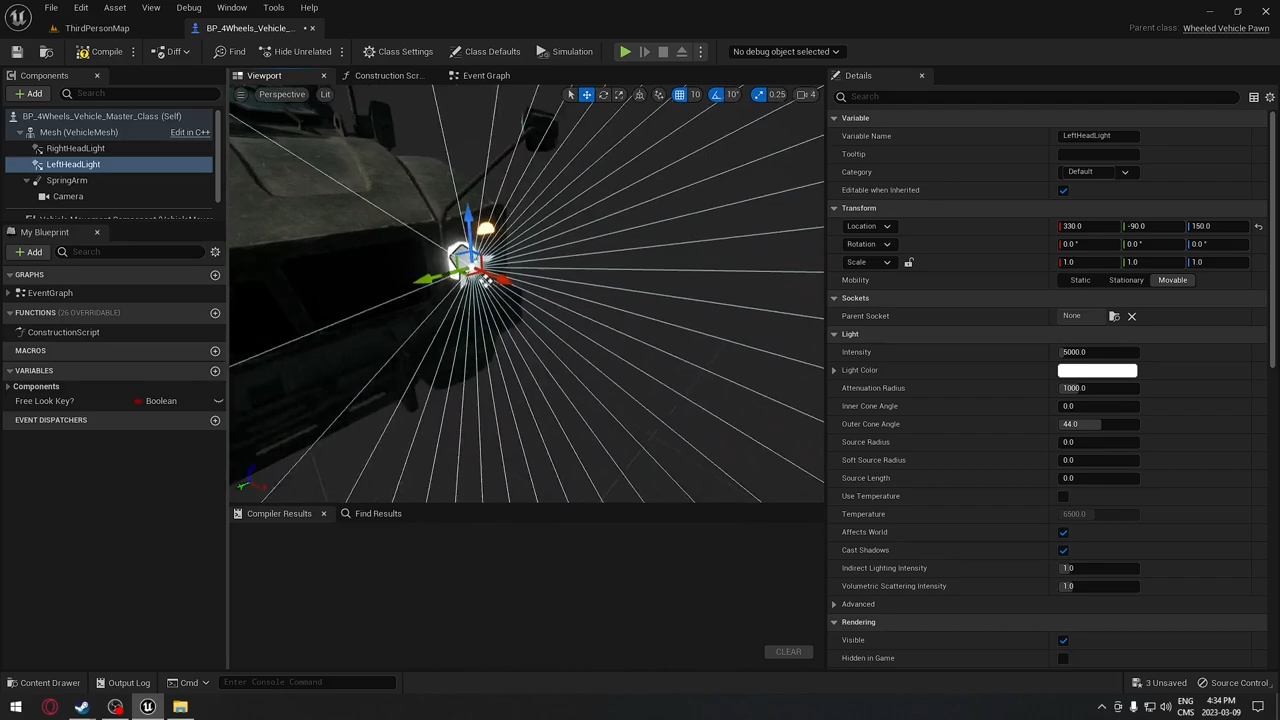 File Edit Asset View Debug Window Tools Help
ThirdPersonMap
BP_4Wheels_Vehicle_... •
Parent class: Wheeled Vehicle Pawn
Compile
Diff
Find
Hide Unrelated
Class Settings
Class Defaults
Simulation
No debug object selected
Components
Viewport
Construction Scr...
Event Graph
Details
Add
Search
Perspective
Lit
10
10°
0.25
4
Search
Variable
BP_4Wheels_Vehicle_Master_Class (Self)
Mesh (VehicleMesh)
Edit in C++
RightHeadLight
LeftHeadLight
SpringArm
Camera
My Blueprint
Add
Search
GRAPHS
EventGraph
FUNCTIONS (26 OVERRIDABLE)
ConstructionScript
MACROS
VARIABLES
Components
Free Look Key?
Boolean
EVENT DISPATCHERS
Variable Name LeftHeadLight
Tooltip
Category Default
Editable when Inherited
Transform
Location 330.0 -90.0 150.0
Rotation 0.0 ° 0.0 ° 0.0 °
Scale 1.0 1.0 1.0
Mobility Static Stationary Movable
Sockets
Parent Socket None
Light
Intensity 5000.0
Light Color
Attenuation Radius 1000.0
Inner Cone Angle 0.0
Outer Cone Angle 44.0
Source Radius 0.0
Soft Source Radius 0.0
Source Length 0.0
Use Temperature
Temperature 6500.0
Affects World
Cast Shadows
Indirect Lighting Intensity 1.0
Volumetric Scattering Intensity 1.0
Advanced
Rendering
Visible
Hidden in Game
Compiler Results
Find Results
CLEAR
Content Drawer
Output Log
Cmd
Enter Console Command
3 Unsaved
Source Control
ENG
CMS
4:34 PM
2023-03-09